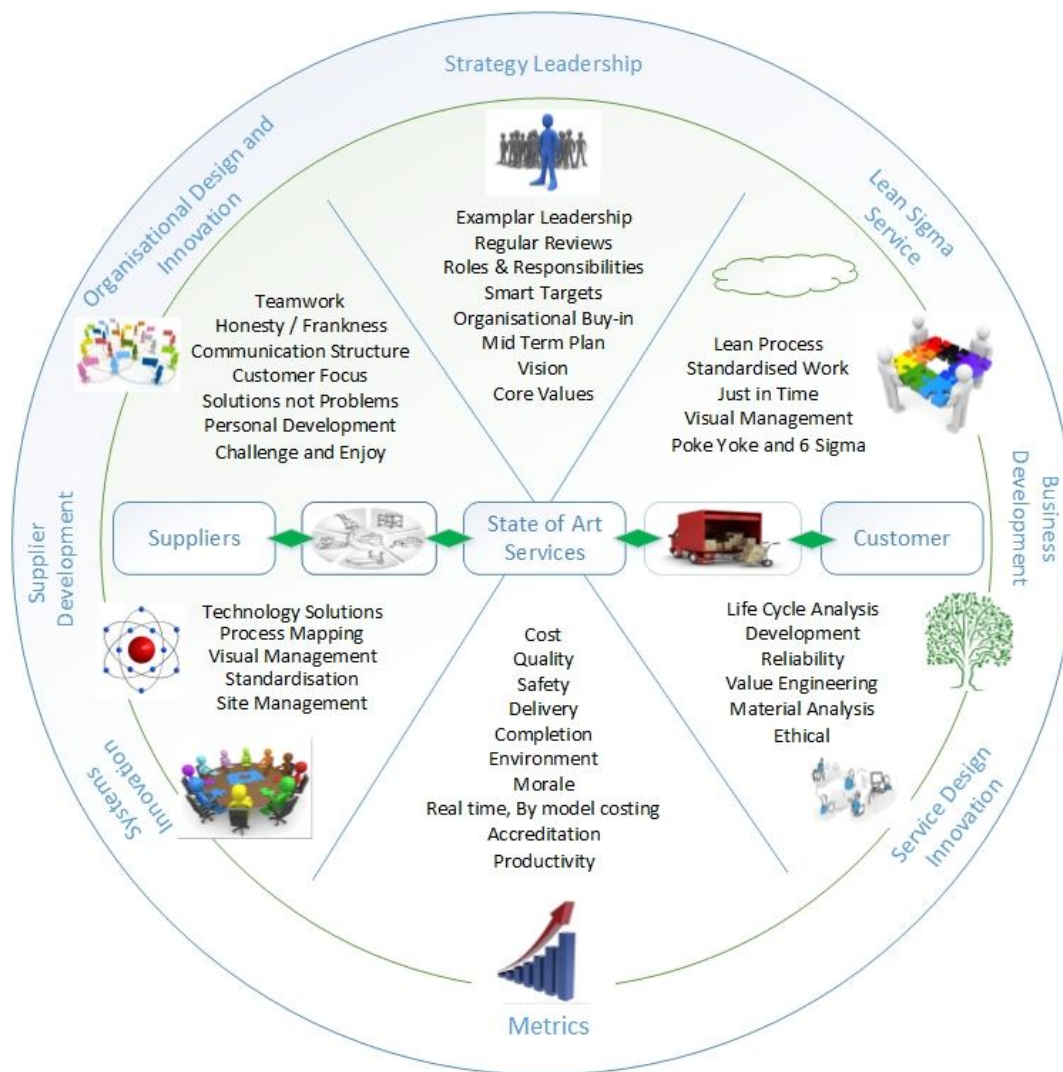 Strategy Leadership
Organisational Design and
Innovation
Lean Sigma
Service
Examplar Leadership
Regular Reviews
Roles & Responsibilities
Smart Targets
Organisational Buy-in
Mid Term Plan
Vision
Core Values
Teamwork
Honesty / Frankness
Communication Structure
Customer Focus
Solutions not Problems
Personal Development
Challenge and Enjoy
Lean Process
Standardised Work
Just in Time
Visual Management
Poke Yoke and 6 Sigma
Supplier
Development
Suppliers
State of Art
Services
Customer
Business
Development
Technology Solutions
Process Mapping
Visual Management
Standardisation
Site Management
Cost
Quality
Safety
Delivery
Completion
Environment
Morale
Real time, By model costing
Accreditation
Productivity
Life Cycle Analysis
Development
Reliability
Value Engineering
Material Analysis
Ethical
Systems
Innovation
Service Design
Innovation
Metrics